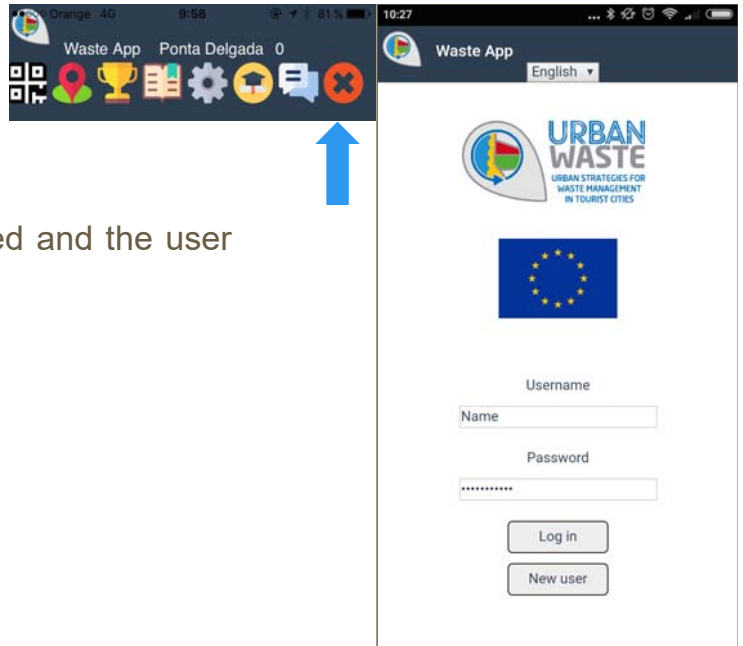 Orange 4G 9:58 81 %
Waste App Ponta Delgada 0
ed and the user
10:27
Waste App
English
URBAN
WASTE
URBAN STRATEGIES FOR
WASTE MANAGEMENT
IN TOURIST CITIES
Username
Name
Password
•••••••••••
Log in
New user